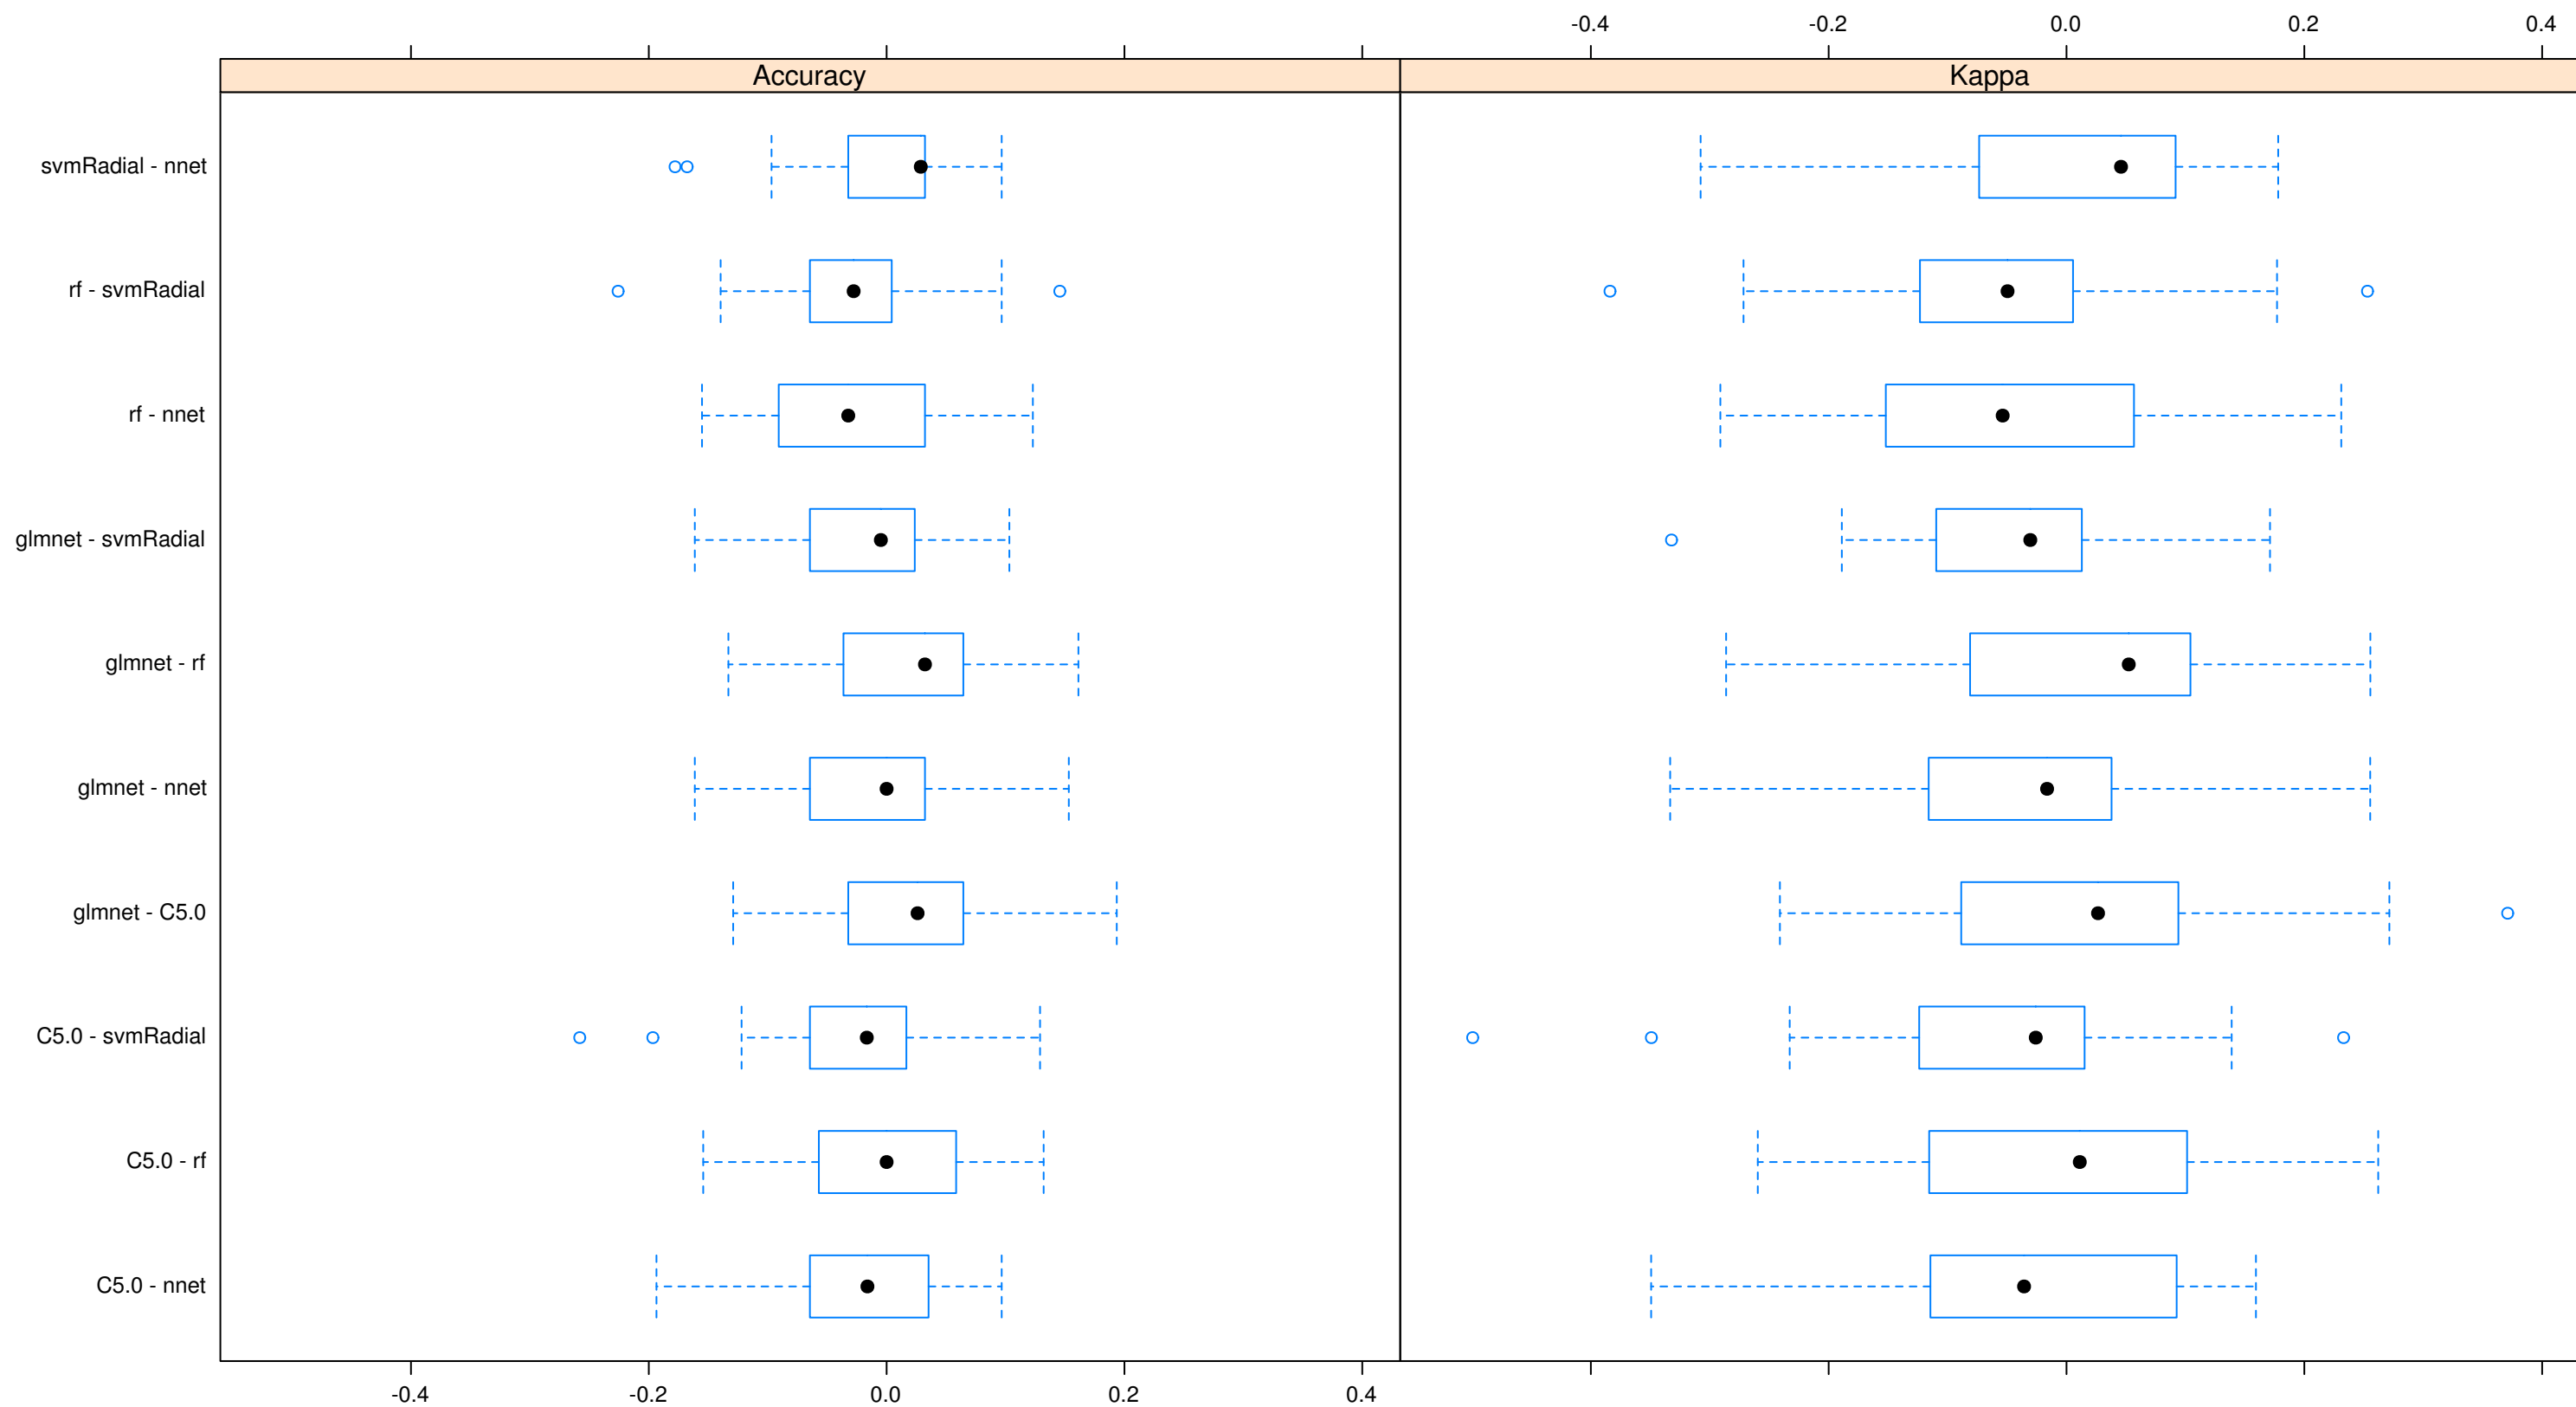 -0.4 -0.2 0.0 0.2 0.4
Accuracy Kappa
svmRadial - nnet
rf - svmRadial
rf - nnet
glmnet - svmRadial
glmnet - rf
glmnet - nnet
glmnet - C5.0
C5.0 - svmRadial
C5.0 - rf
C5.0 - nnet
-0.4 -0.2 0.0 0.2 0.4